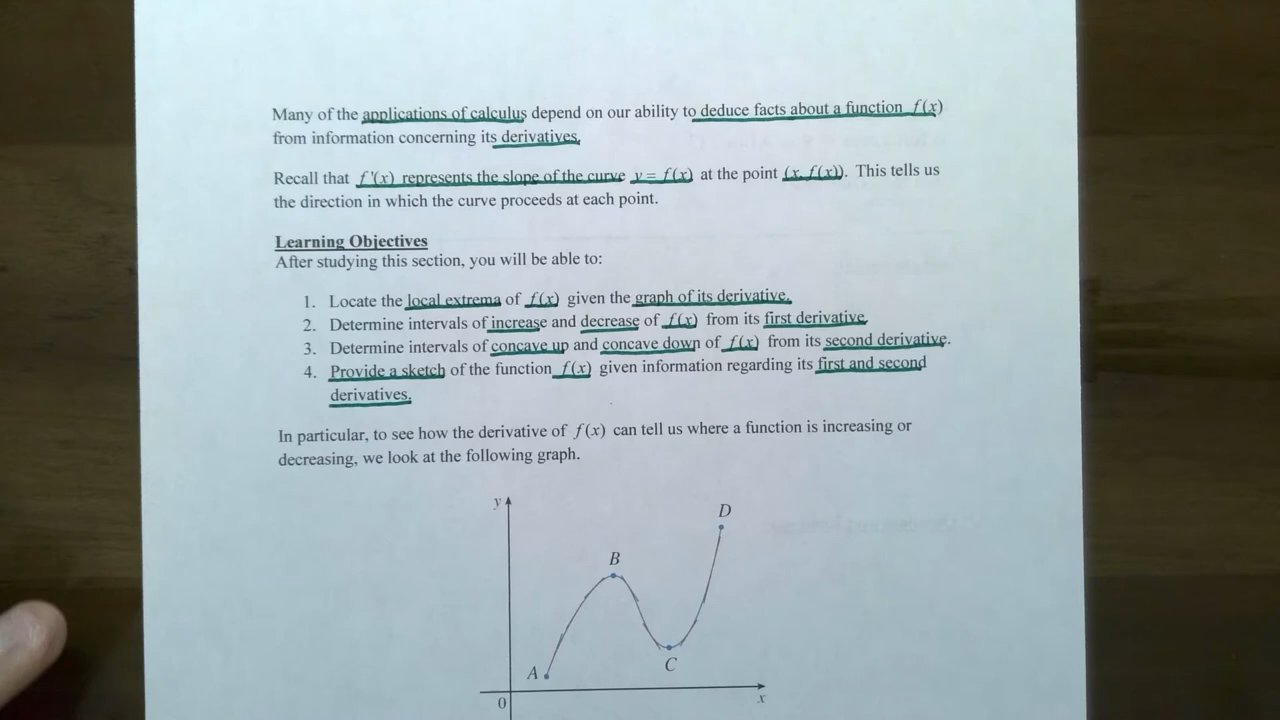 Many of the applications of calculus depend on our ability to deduce facts about a function f(x)
from information concerning its derivatives.
Recall that f'(x) represents the slope of the curve y = f(x) at the point (x, f(x)). This tells us
the direction in which the curve proceeds at each point.
Learning Objectives
After studying this section, you will be able to:
1. Locate the local extrema of f(x) given the graph of its derivative.
2. Determine intervals of increase and decrease of f(x) from its first derivative.
3. Determine intervals of concave up and concave down of f(x) from its second derivative.
4. Provide a sketch of the function f(x) given information regarding its first and second
derivatives.
In particular, to see how the derivative of f(x) can tell us where a function is increasing or
decreasing, we look at the following graph.
y
D
B
C
A
0
x